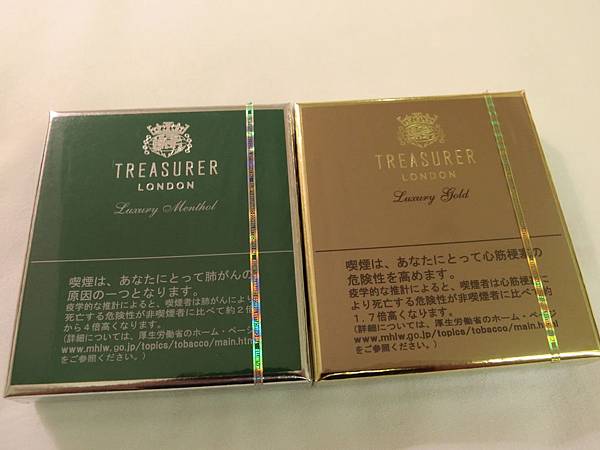 TREASURER
LONDON
Luxury Menthol
喫煙は、あなたにとって肺がんの
原因の一つとなります。
疫学的な推計によると、喫煙者は肺がんにより
死亡する危険性が非喫煙者に比べて約2倍
から4倍高くなります。
(詳細については、厚生労働省のホーム・ページ
www.mhlw.go.jp/topics/tobacco/main.html
をご参照ください。)
TREASURER
LONDON
Luxury Gold
喫煙は、あなたにとって心筋梗塞の
危険性を高めます。
疫学的な推計によると、喫煙者は心筋梗塞に
より死亡する危険性が非喫煙者に比べて約
1.7倍高くなります。
(詳細については、厚生労働省のホーム・ページ
www.mhlw.go.jp/topics/tobacco/main.html
をご参照ください。)